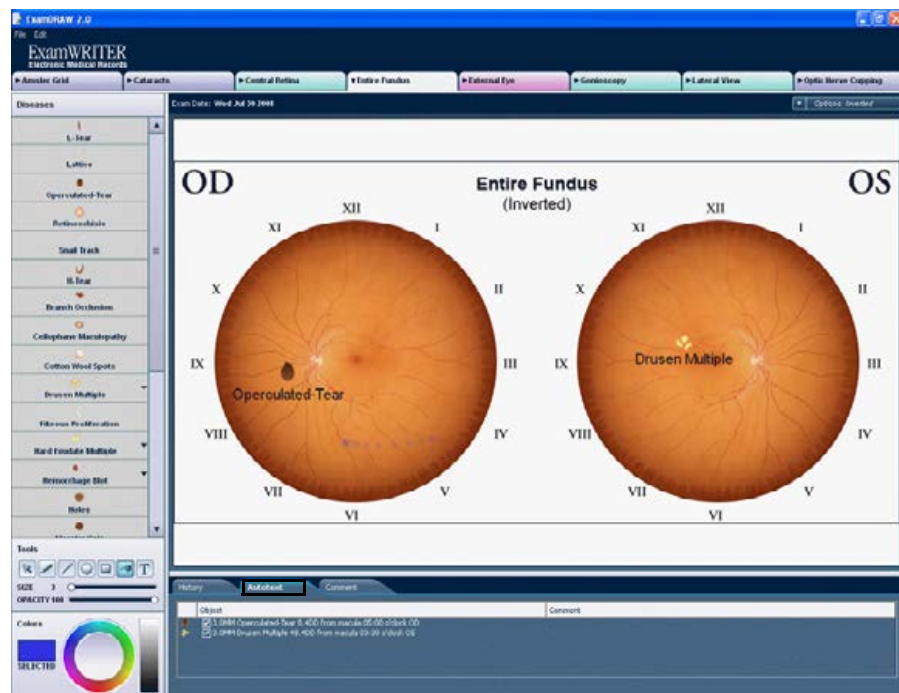 ExamDRAW 2.0
File Edit
ExamWRITER
Electronic Medical Records
Amsler Grid
Cataracts
Central Retina
Entire Fundus
External Eye
Gonioscopy
Lateral View
Optic Nerve Cupping
Diseases
Exam Date: Wed Jul 30 2008
Options: Inverted
L-Tear
Lattice
Operculated-Tear
Retinoschisis
Small Track
H-Tear
Branch Occlusion
Cellophane Maculopathy
Cotton Wool Spots
Drusen Multiple
Fibrous Proliferation
Hard Exudate Multiple
Hemorrhage Blot
Holes
OD
Entire Fundus
(Inverted)
OS
XII
XI
I
X
II
IX
III
VIII
IV
VII
V
VI
Operculated-Tear
XII
XI
I
X
II
IX
III
VIII
IV
VII
V
VI
Drusen Multiple
Tools
T
SIZE 3
OPACITY 100
Colors
SELECTED
History
Autotext
Comment
Object
Comment